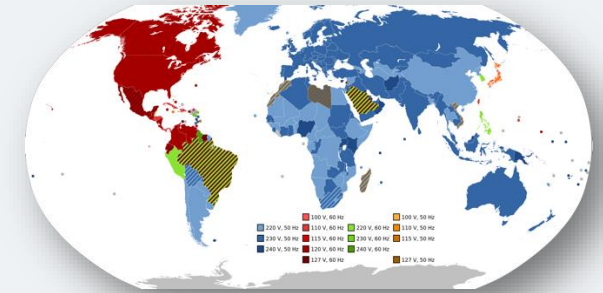 100 V, 60 Hz 100 V, 50 Hz
220 V, 50 Hz 110 V, 60 Hz 220 V, 60 Hz 110 V, 50 Hz
230 V, 50 Hz 115 V, 60 Hz 230 V, 60 Hz 115 V, 50 Hz
240 V, 50 Hz 120 V, 60 Hz 240 V, 60 Hz
127 V, 60 Hz 127 V, 50 Hz